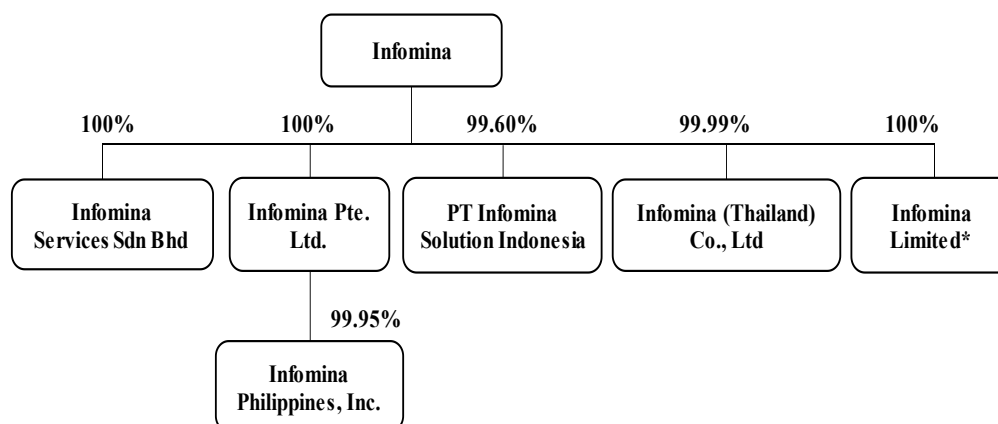 Infomina
100%
100%
99.60%
99.99%
100%
Infomina
Services Sdn Bhd
Infomina Pte.
Ltd.
PT Infomina
Solution Indonesia
Infomina (Thailand)
Co., Ltd
Infomina
Limited*
99.95%
Infomina
Philippines, Inc.